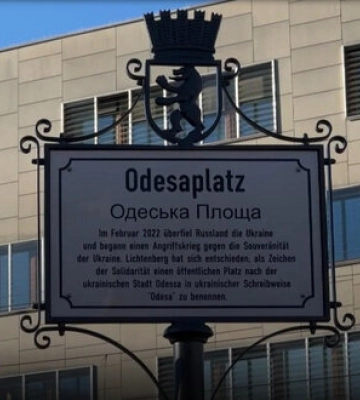 Odesaplatz
Одеська Площа
Im Februar 2022 überfiel Russland die Ukraine
und begann einen Angriffskrieg gegen die Souveränität
der Ukraine. Lichtenberg hat sich entschieden, als Zeichen
der Solidarität einen öffentlichen Platz nach der
ukrainischen Stadt Odessa in ukrainischer Schreibweise
"Odesa" zu benennen.